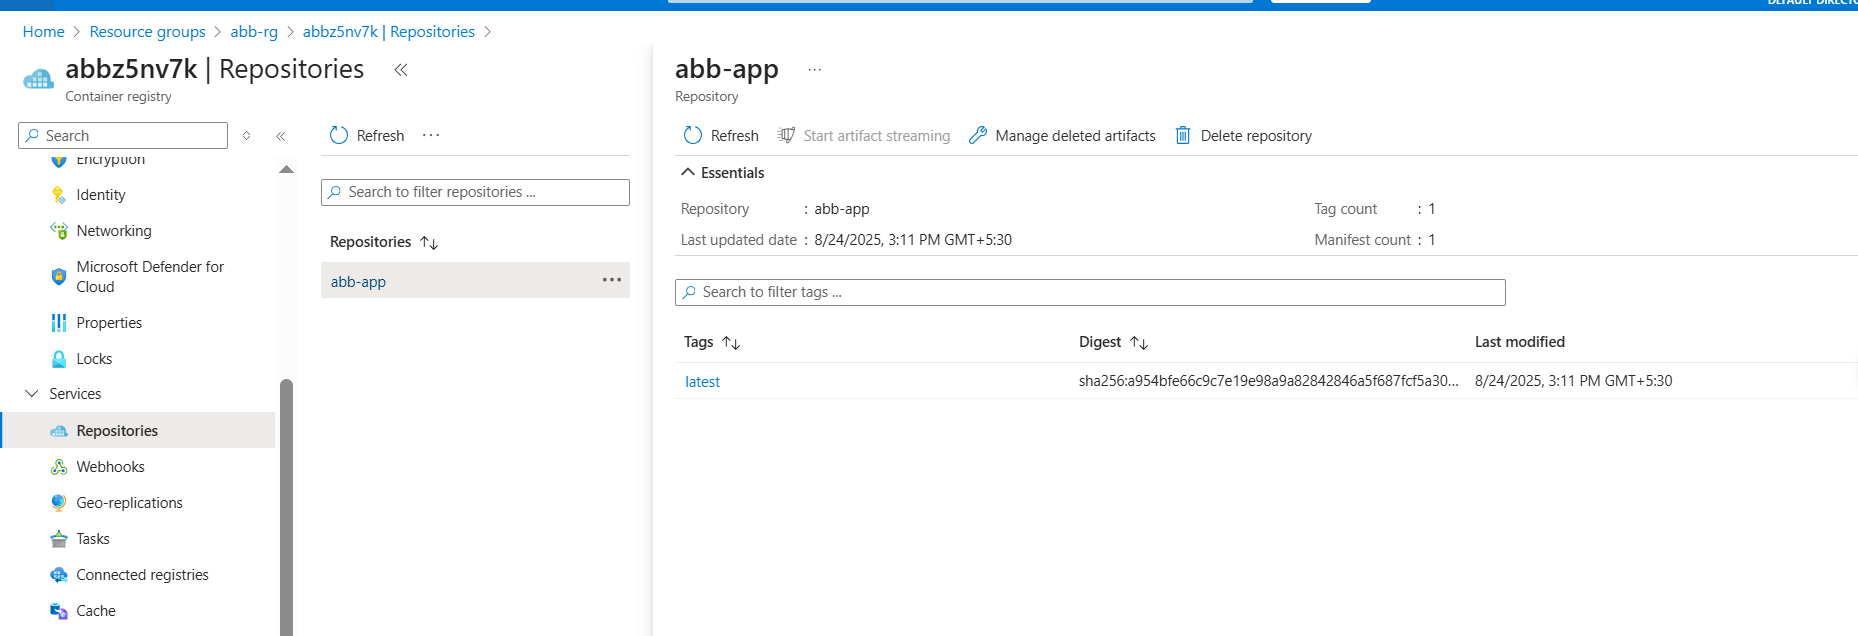 DEFAULT DIRECTO
Home > Resource groups > abb-rg > abbz5nv7k | Repositories >
abbz5nv7k | Repositories
Container registry
Search
Encryption
Identity
Networking
Microsoft Defender for
Cloud
Properties
Locks
Services
Repositories
Webhooks
Geo-replications
Tasks
Connected registries
Cache
Refresh ...
Search to filter repositories ...
Repositories
abb-app
abb-app ...
Repository
Refresh Start artifact streaming Manage deleted artifacts Delete repository
Essentials
Repository : abb-app Tag count : 1
Last updated date : 8/24/2025, 3:11 PM GMT+5:30 Manifest count : 1
Search to filter tags ...
Tags Digest Last modified
latest sha256:a954bfe66c9c7e19e98a9a82842846a5f687fcf5a30... 8/24/2025, 3:11 PM GMT+5:30